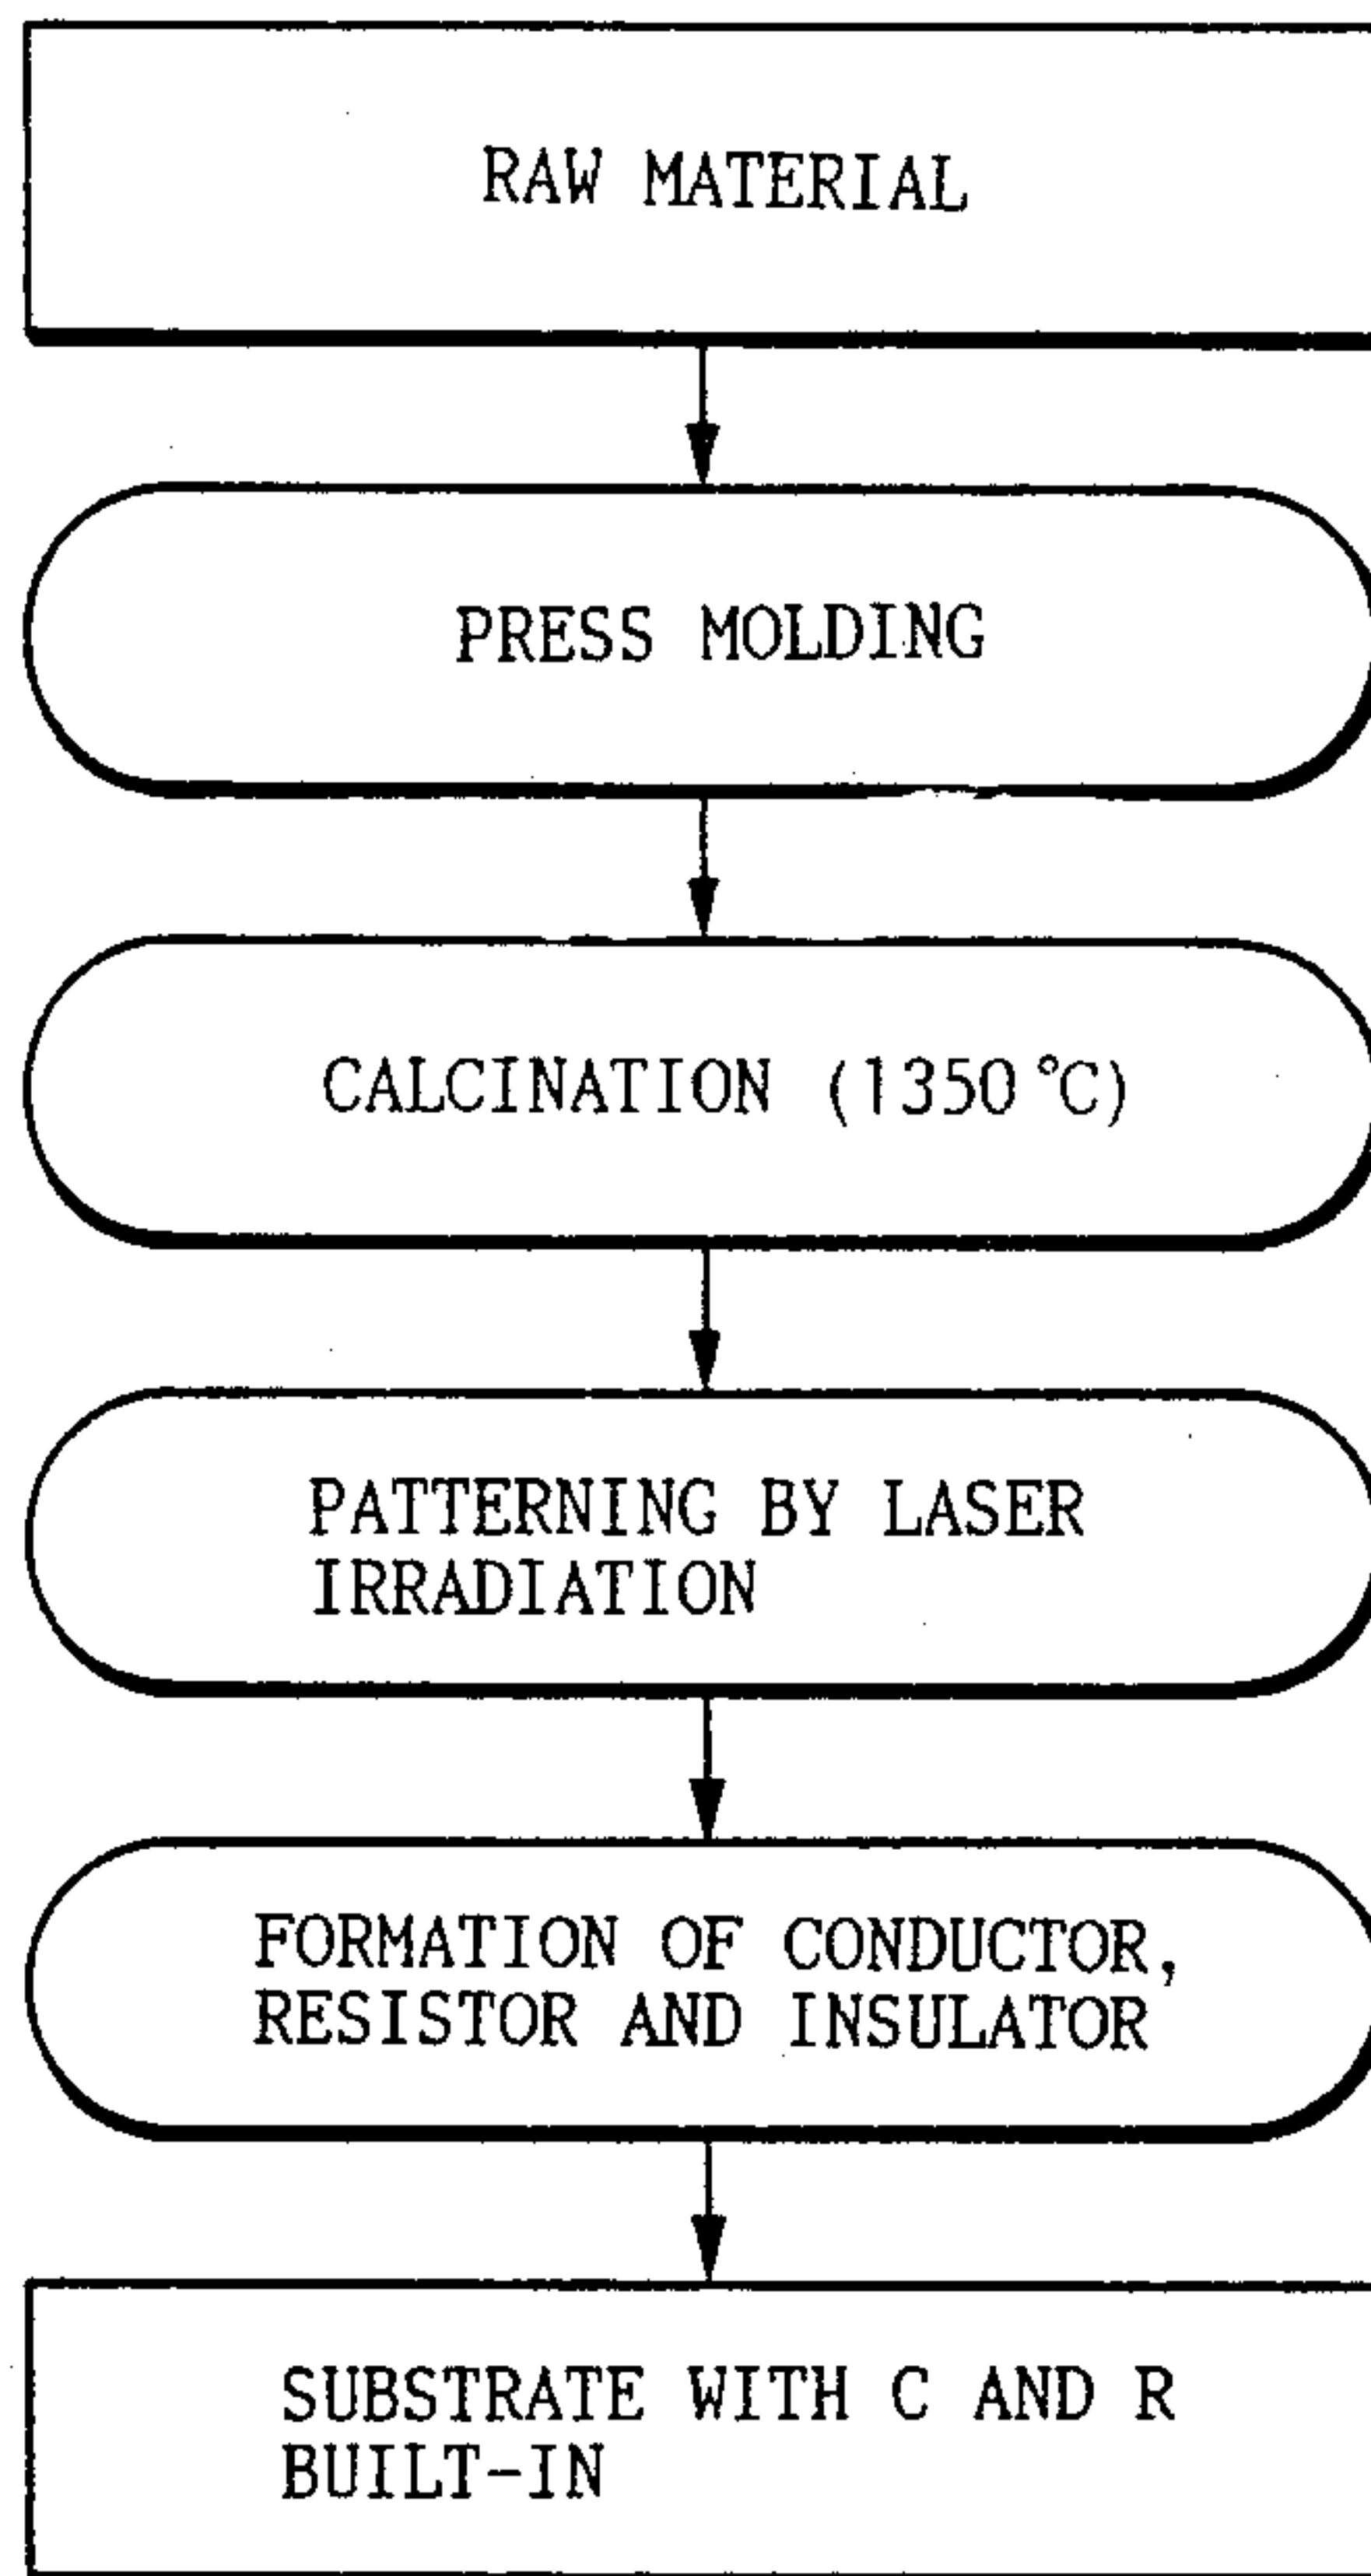 RAW MATERIAL
PRESS MOLDING
CALCINATION (1350 °C)
PATTERNING BY LASER
IRRADIATION
FORMATION OF CONDUCTOR,
RESISTOR AND INSULATOR
SUBSTRATE WITH C AND R
BUILT-IN